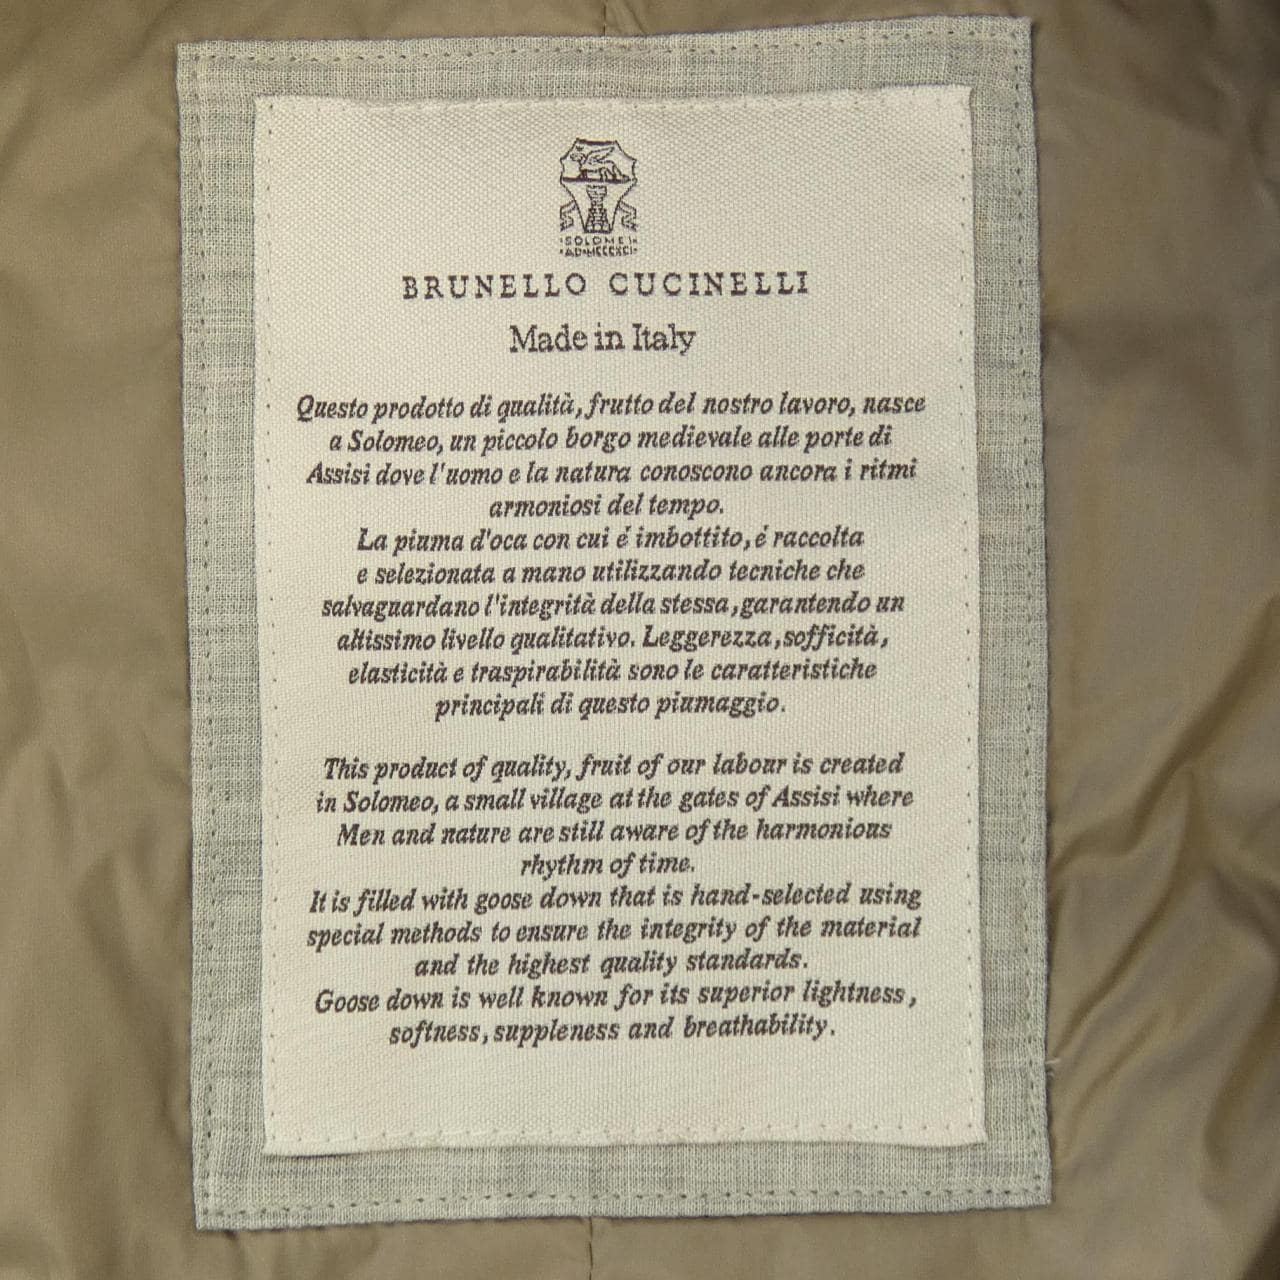 SOLOMEI
AD MCCCXCI
BRUNELLO CUCINELLI
Made in Italy
Questo prodotto di qualità, frutto del nostro lavoro, nasce
a Solomeo, un piccolo borgo medievale alle porte di
Assisi dove l'uomo e la natura conoscono ancora i ritmi
armoniosi del tempo.
La piuma d'oca con cui é imbottito, é raccolta
e selezionata a mano utilizzando tecniche che
salvaguardano l'integrità della stessa, garantendo un
altissimo livello qualitativo. Leggerezza, sofficità,
elasticità e traspirabilità sono le caratteristiche
principali di questo piumaggio.
This product of quality, fruit of our labour is created
in Solomeo, a small village at the gates of Assisi where
Men and nature are still aware of the harmonious
rhythm of time.
It is filled with goose down that is hand-selected using
special methods to ensure the integrity of the material
and the highest quality standards.
Goose down is well known for its superior lightness,
softness, suppleness and breathability.